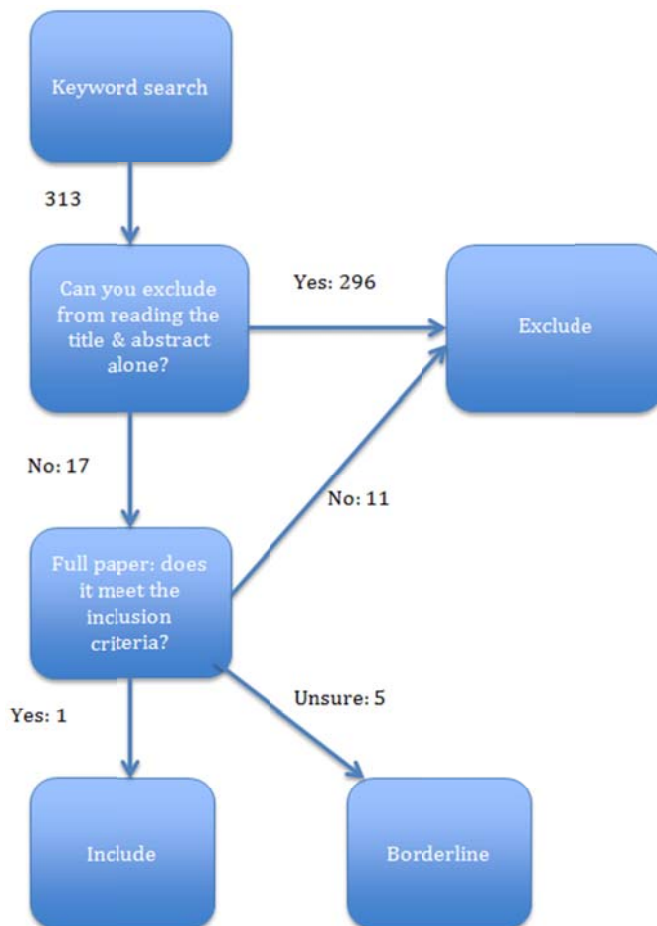 Keyword search
313
Can you exclude
from reading the
title & abstract
alone?
Yes: 296
Exclude
No: 17
No: 11
Full paper: does
it meet the
inclusion
criteria?
Unsure: 5
Yes: 1
Include
Borderline